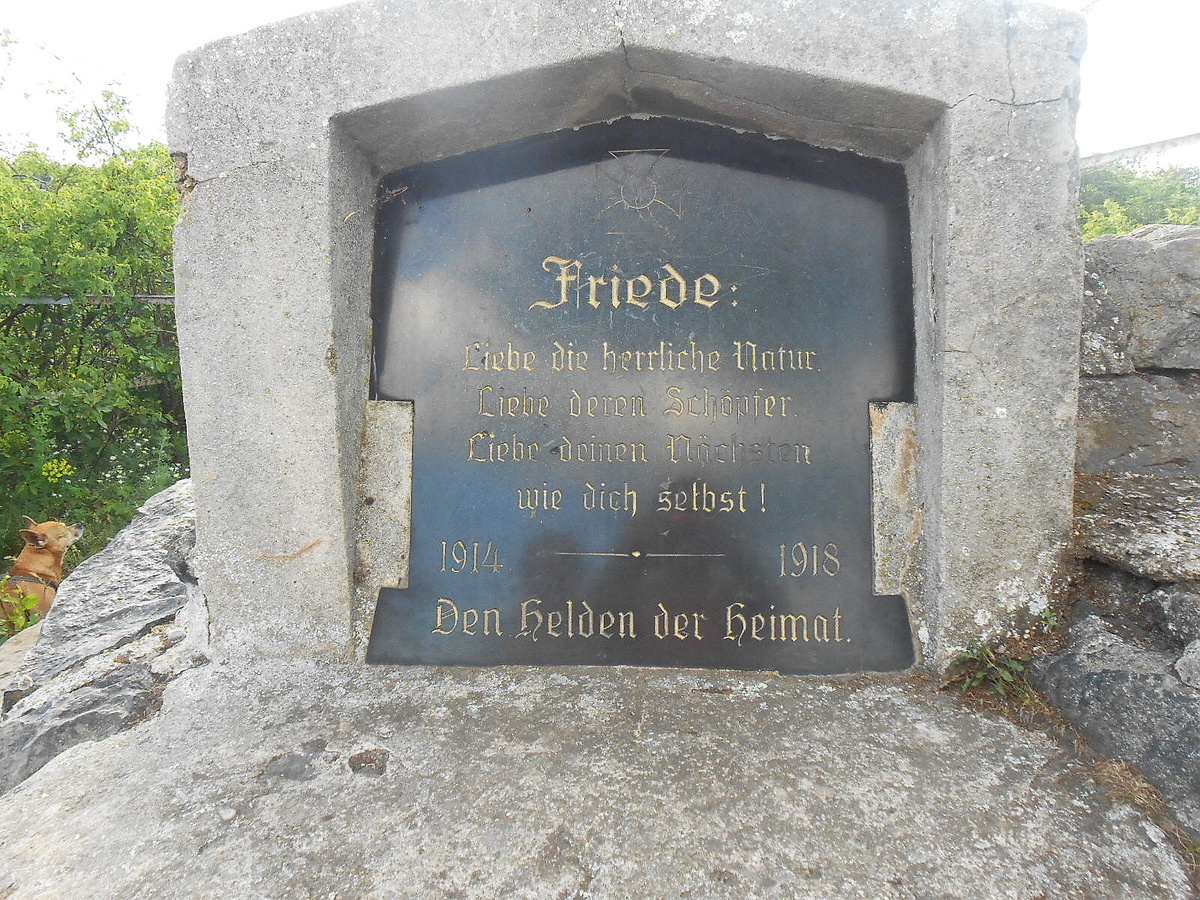 Friede:
Liebe die herrliche Natur.
Liebe deren Schöpfer.
Liebe deinen Nächsten
wie dich selbst!
1914. 1918
Den Helden der Heimat.